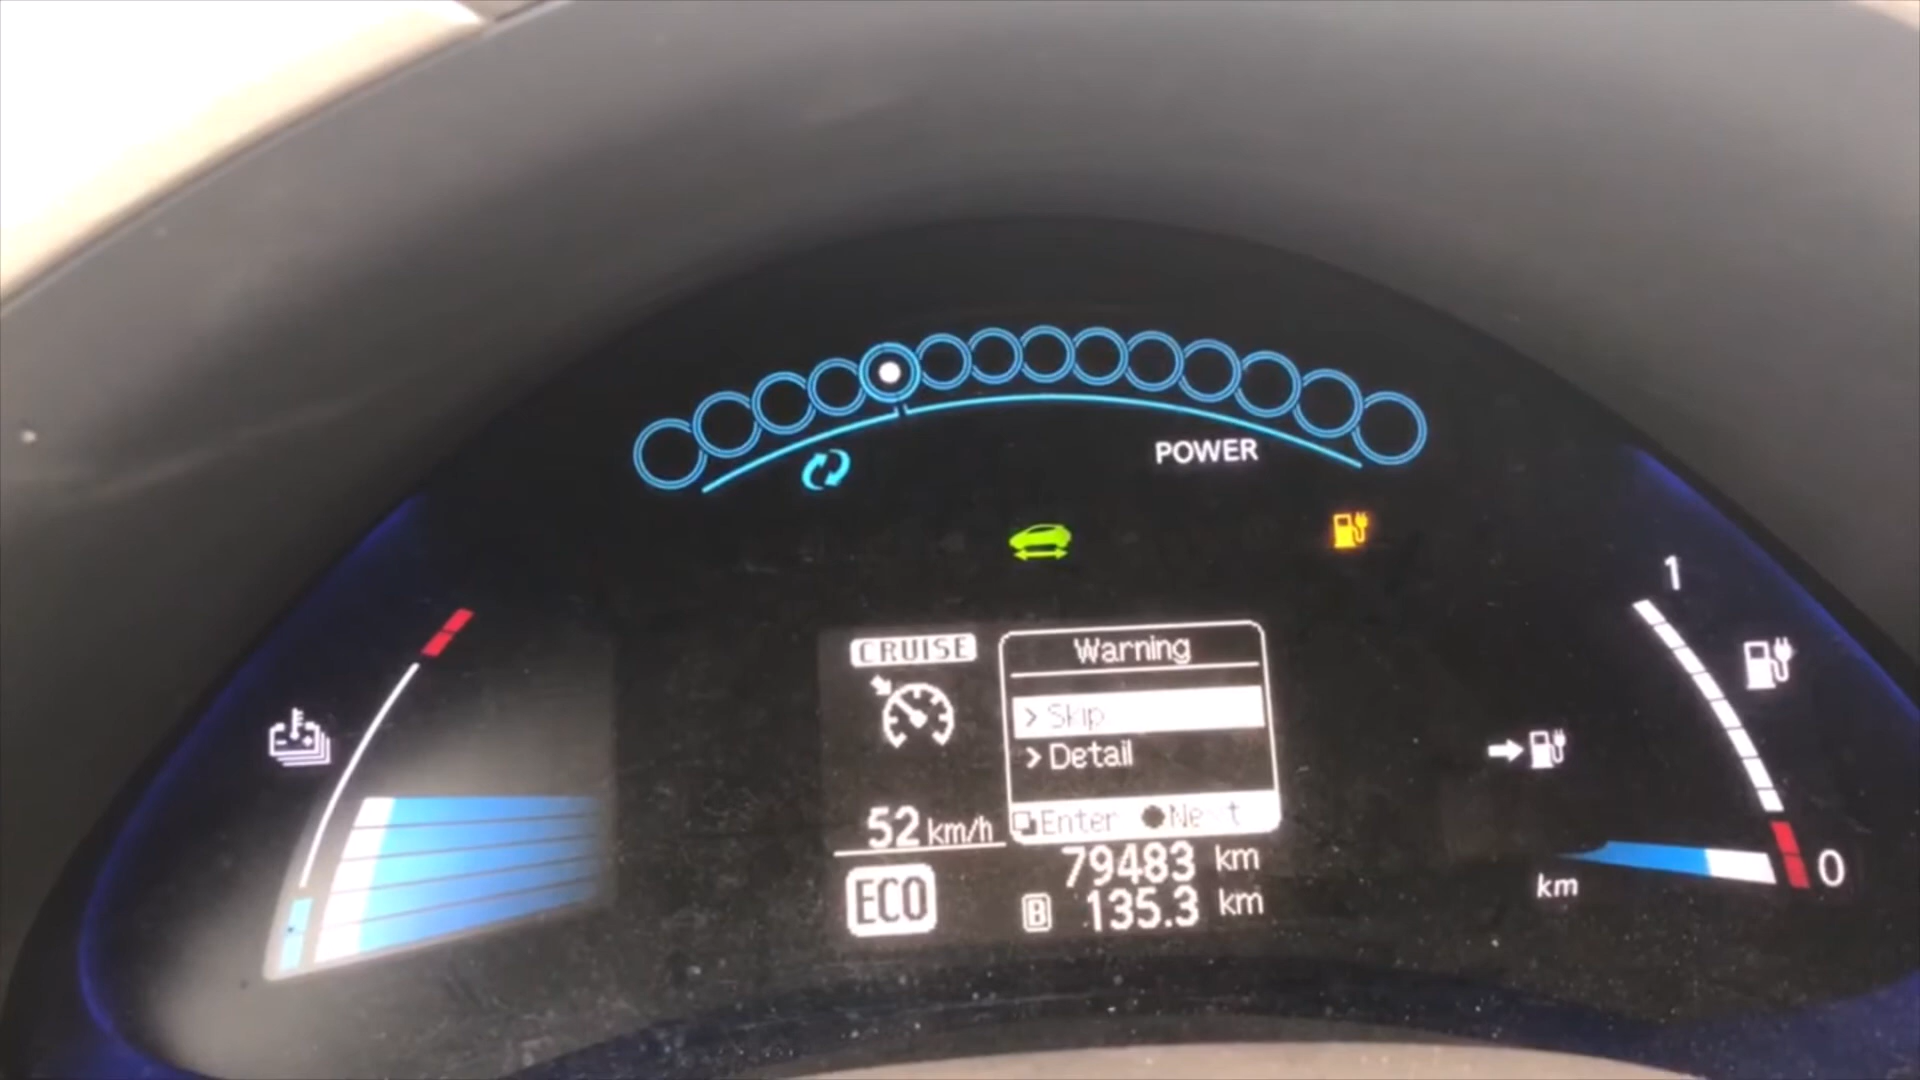 POWER
1
CRUISE
Warning
> Skip
> Detail
Enter Next
52 km/h
79483 km
ECO
B 135.3 km
km
0